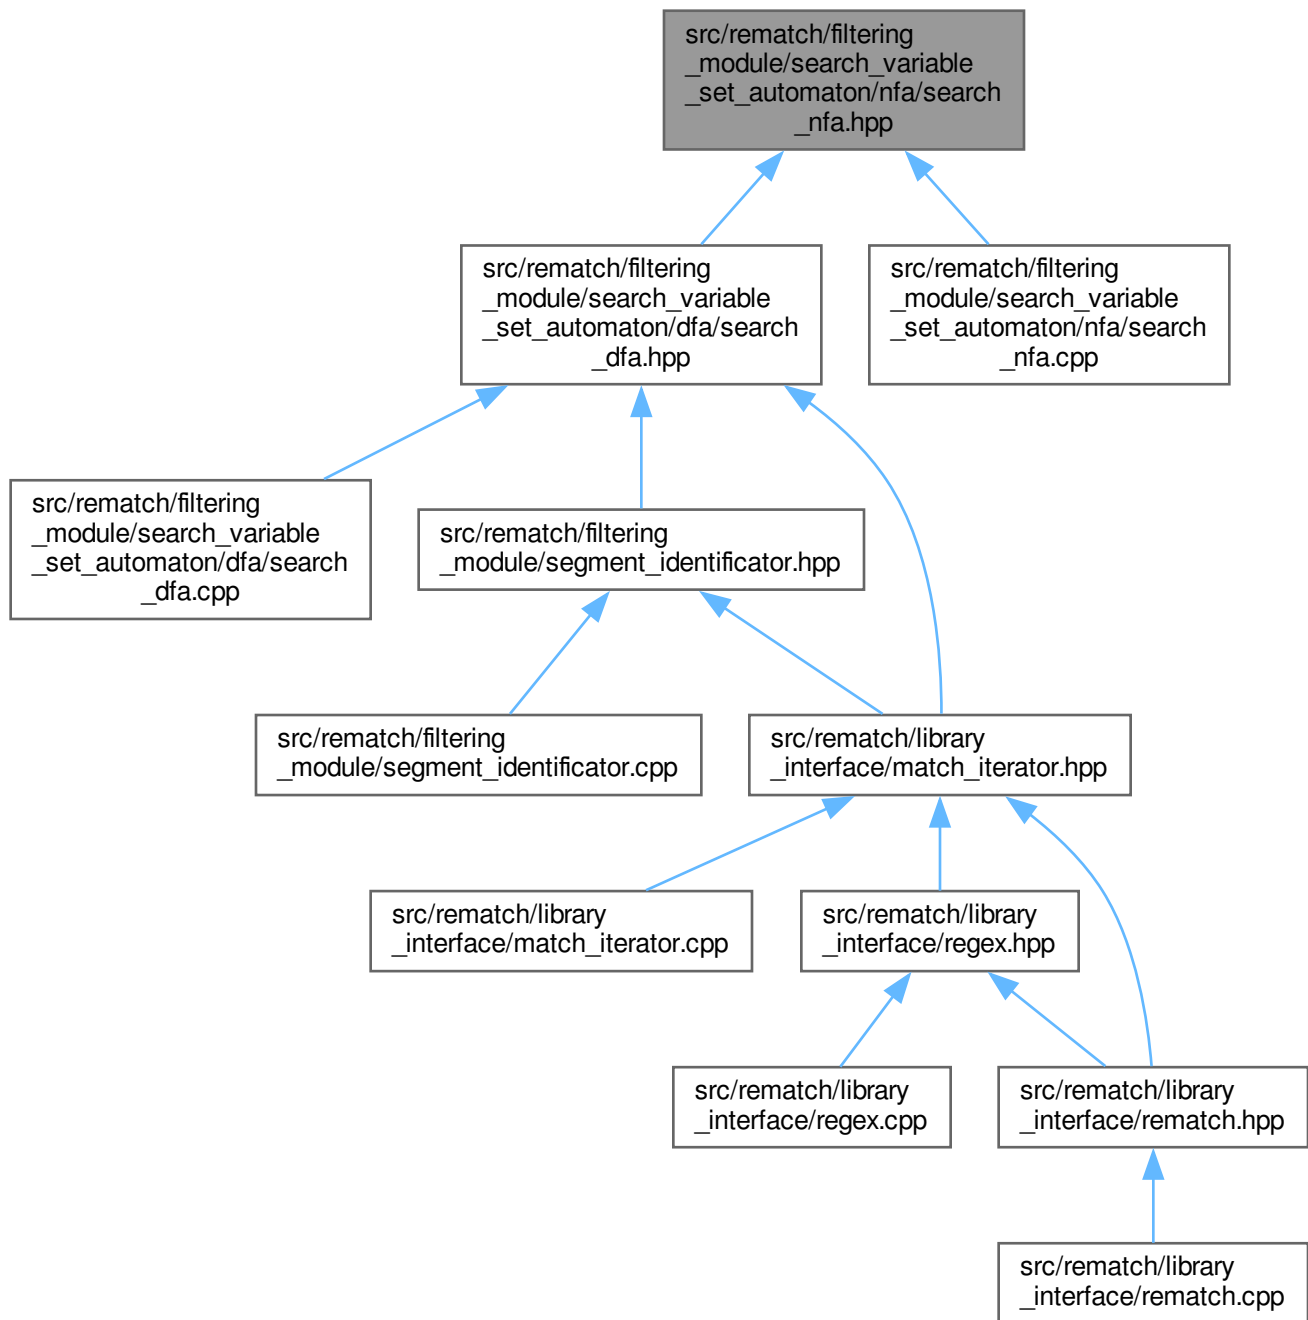 src/rematch/filtering
_module/search_variable
_set_automaton/nfa/search
_nfa.hpp
src/rematch/filtering
_module/search_variable
_set_automaton/dfa/search
_dfa.hpp
src/rematch/filtering
_module/search_variable
_set_automaton/nfa/search
_nfa.cpp
src/rematch/filtering
_module/search_variable
_set_automaton/dfa/search
_dfa.cpp
src/rematch/filtering
_module/segment_identificator.hpp
src/rematch/filtering
_module/segment_identificator.cpp
src/rematch/library
_interface/match_iterator.hpp
src/rematch/library
_interface/match_iterator.cpp
src/rematch/library
_interface/regex.hpp
src/rematch/library
_interface/regex.cpp
src/rematch/library
_interface/rematch.hpp
src/rematch/library
_interface/rematch.cpp